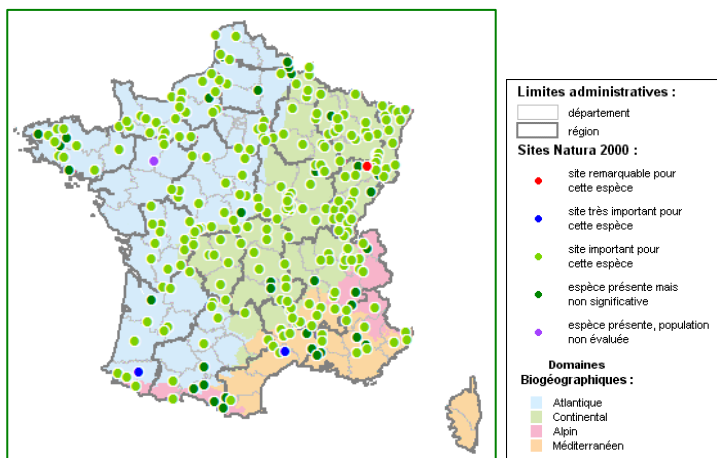 Limites administratives :
département
région
Sites Natura 2000 :
site remarquable pour
cette espèce
site très important pour
cette espèce
site important pour
cette espèce
espèce présente mais
non significative
espèce présente, population
non évaluée
Domaines
Biogéographiques :
Atlantique
Continental
Alpin
Méditerranéen